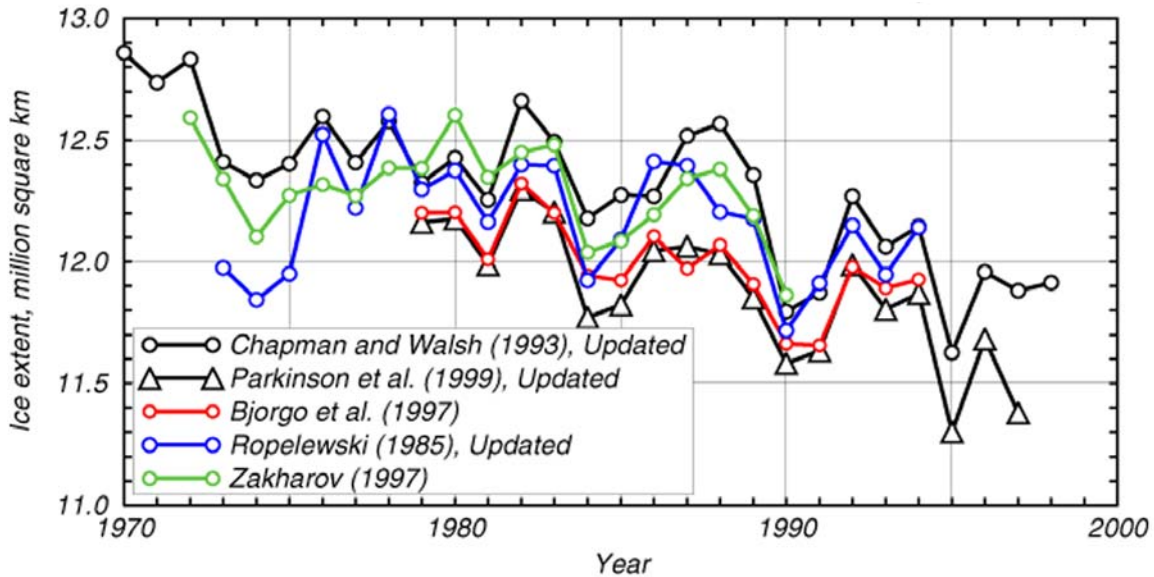 13.0
12.5
12.0
11.5
11.0
Ice extent, million square km
Chapman and Walsh (1993), Updated
Parkinson et al. (1999), Updated
Bjorgo et al. (1997)
Ropelewski (1985), Updated
Zakharov (1997)
1970 1980 1990 2000
Year